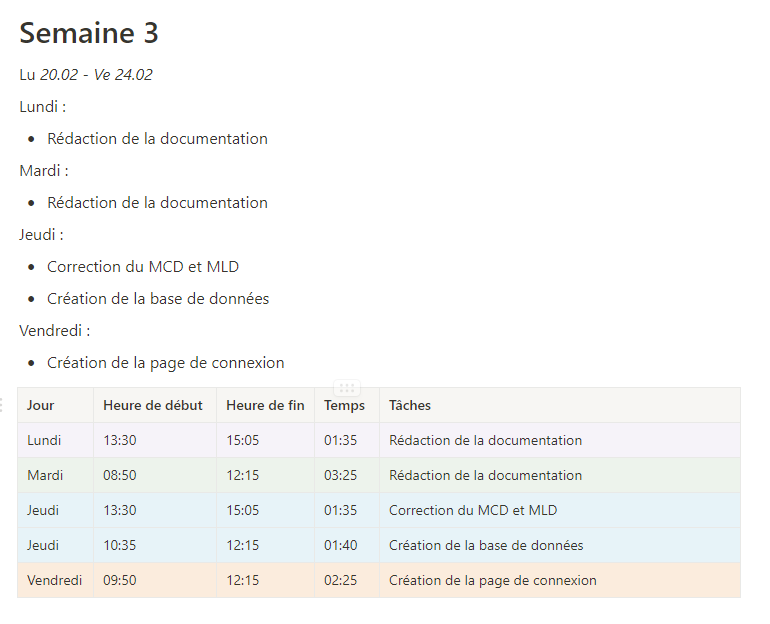 Semaine 3
Lu 20.02 - Ve 24.02
Lundi :
• Rédaction de la documentation
Mardi :
• Rédaction de la documentation
Jeudi :
• Correction du MCD et MLD
• Création de la base de données
Vendredi :
• Création de la page de connexion
Jour Heure de début Heure de fin Temps Tâches
Lundi 13:30 15:05 01:35 Rédaction de la documentation
Mardi 08:50 12:15 03:25 Rédaction de la documentation
Jeudi 13:30 15:05 01:35 Correction du MCD et MLD
Jeudi 10:35 12:15 01:40 Création de la base de données
Vendredi 09:50 12:15 02:25 Création de la page de connexion